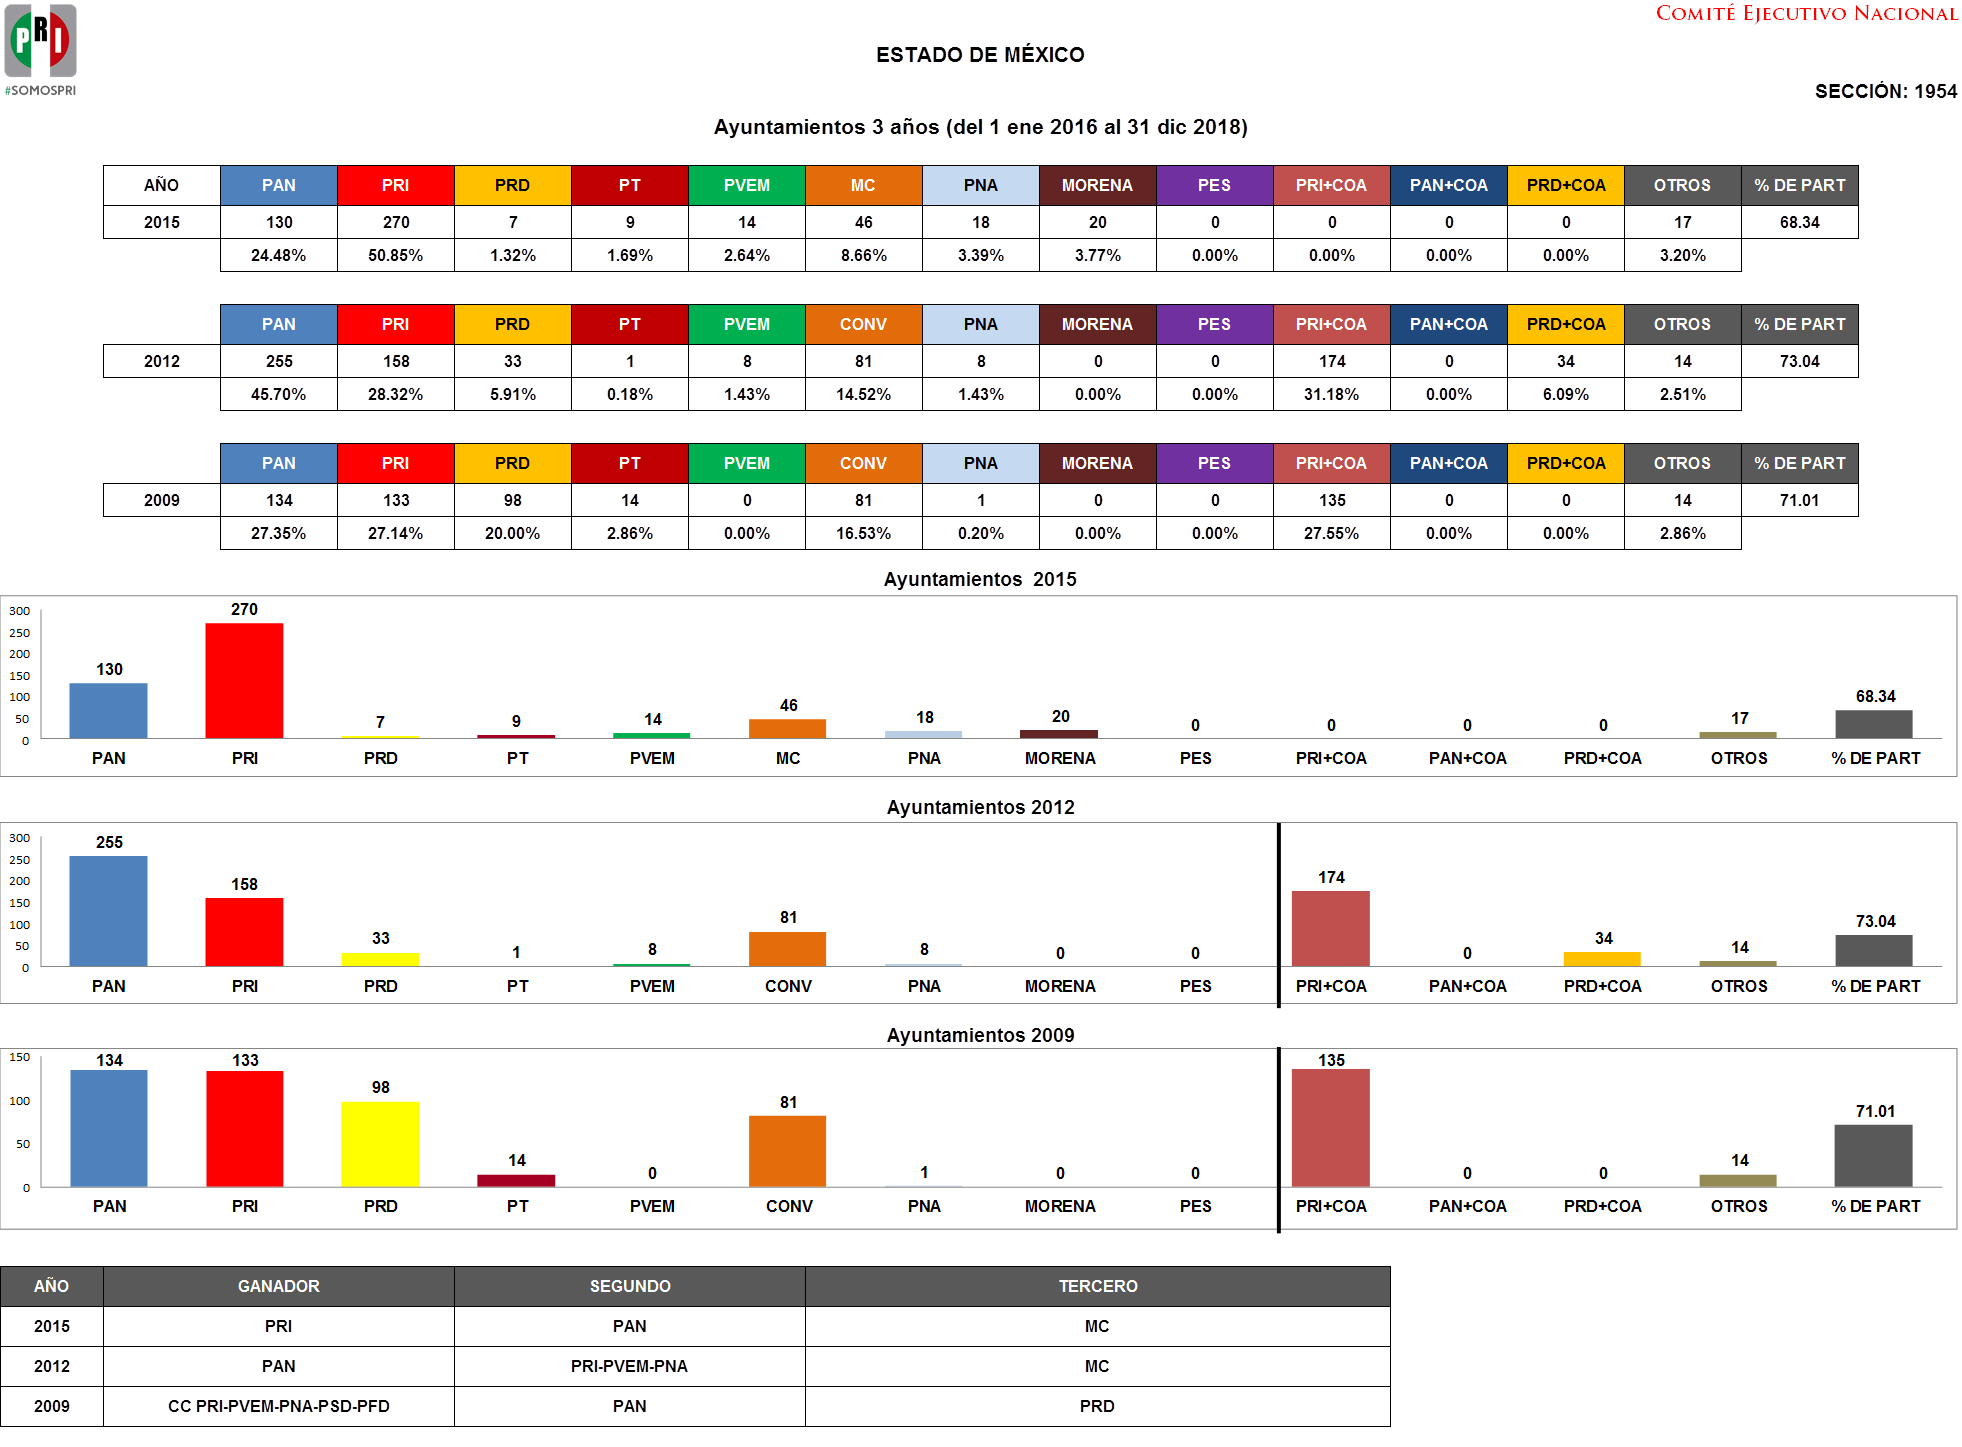 PRI
#SOMOSPRI
COMITÉ EJECUTIVO NACIONAL
ESTADO DE MÉXICO
SECCIÓN: 1954
Ayuntamientos 3 años (del 1 ene 2016 al 31 dic 2018)
AÑO PAN PRI PRD PT PVEM MC PNA MORENA PES PRI+COA PAN+COA PRD+COA OTROS % DE PART
2015 130 270 7 9 14 46 18 20 0 0 0 0 17 68.34
24.48% 50.85% 1.32% 1.69% 2.64% 8.66% 3.39% 3.77% 0.00% 0.00% 0.00% 0.00% 3.20%
PAN PRI PRD PT PVEM CONV PNA MORENA PES PRI+COA PAN+COA PRD+COA OTROS % DE PART
2012 255 158 33 1 8 81 8 0 0 174 0 34 14 73.04
45.70% 28.32% 5.91% 0.18% 1.43% 14.52% 1.43% 0.00% 0.00% 31.18% 0.00% 6.09% 2.51%
PAN PRI PRD PT PVEM CONV PNA MORENA PES PRI+COA PAN+COA PRD+COA OTROS % DE PART
2009 134 133 98 14 0 81 1 0 0 135 0 0 14 71.01
27.35% 27.14% 20.00% 2.86% 0.00% 16.53% 0.20% 0.00% 0.00% 27.55% 0.00% 0.00% 2.86%
Ayuntamientos  2015
300
250
200
150
100
50
0
130 270 7 9 14 46 18 20 0 0 0 0 17 68.34
PAN PRI PRD PT PVEM MC PNA MORENA PES PRI+COA PAN+COA PRD+COA OTROS % DE PART
Ayuntamientos 2012
300
250
200
150
100
50
0
255 158 33 1 8 81 8 0 0 174 0 34 14 73.04
PAN PRI PRD PT PVEM CONV PNA MORENA PES PRI+COA PAN+COA PRD+COA OTROS % DE PART
Ayuntamientos 2009
150
100
50
0
134 133 98 14 0 81 1 0 0 135 0 0 14 71.01
PAN PRI PRD PT PVEM CONV PNA MORENA PES PRI+COA PAN+COA PRD+COA OTROS % DE PART
AÑO GANADOR SEGUNDO TERCERO
2015 PRI PAN MC
2012 PAN PRI-PVEM-PNA MC
2009 CC PRI-PVEM-PNA-PSD-PFD PAN PRD